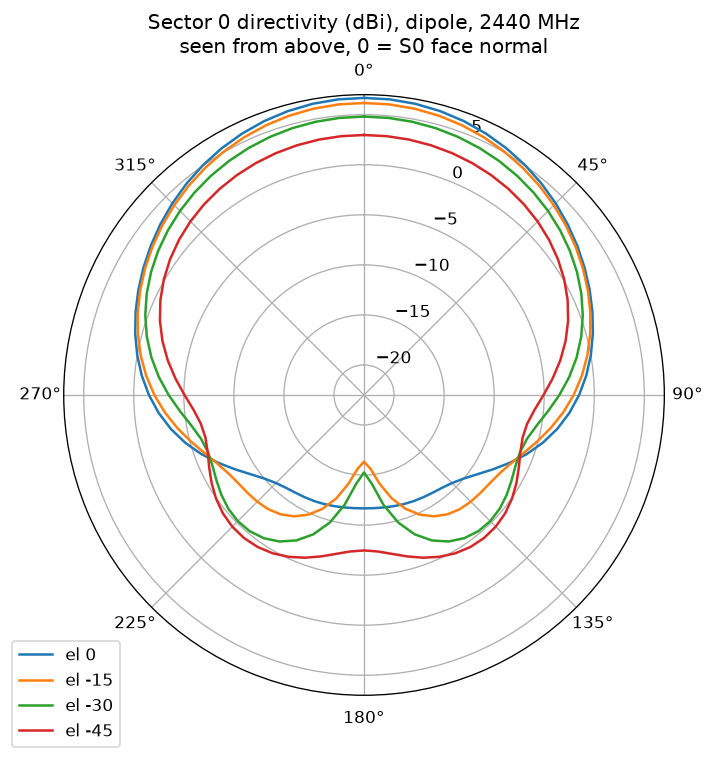 Sector 0 directivity (dBi), dipole, 2440 MHz
seen from above, 0 = S0 face normal
0°
5
315°
45°
0
−5
−10
−15
−20
270°
90°
225°
135°
180°
el 0
el -15
el -30
el -45